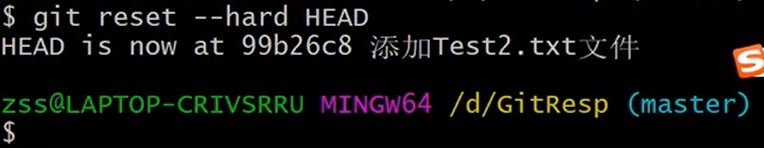 $ git reset --hard HEAD
HEAD is now at 99b26c8 添加Test2.txt文件
zss@LAPTOP-CRIVSRRU MINGW64 /d/GitResp (master)
$